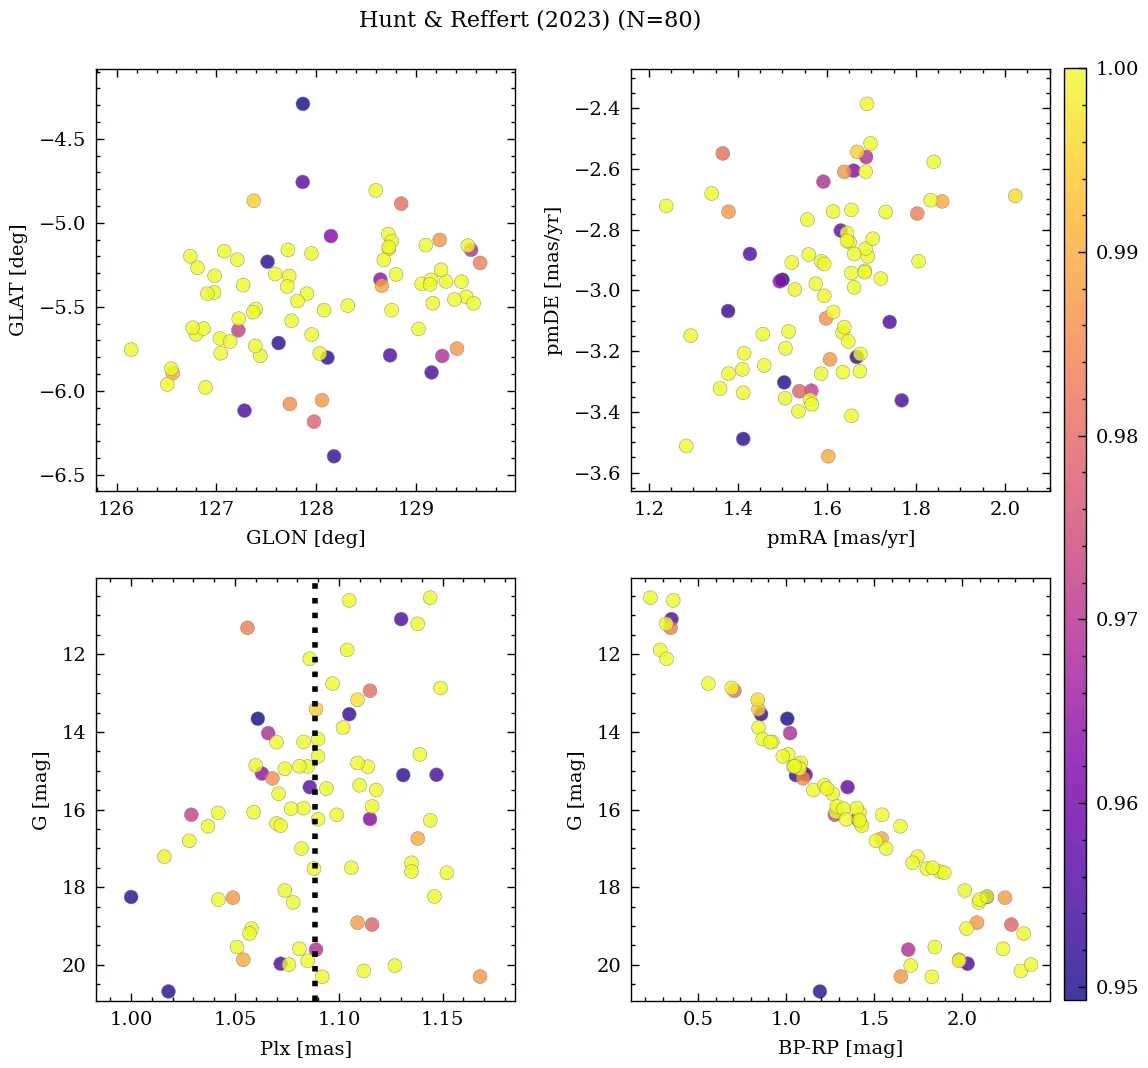 Hunt & Reffert (2023) (N=80)
−4.5
−5.0
−5.5
−6.0
−6.5
GLAT [deg]
126 127 128 129
GLON [deg]
−2.4
−2.6
−2.8
−3.0
−3.2
−3.4
−3.6
pmDE [mas/yr]
1.2 1.4 1.6 1.8 2.0
pmRA [mas/yr]
12
14
16
18
20
G [mag]
1.00 1.05 1.10 1.15
Plx [mas]
12
14
16
18
20
G [mag]
0.5 1.0 1.5 2.0
BP-RP [mag]
1.00
0.99
0.98
0.97
0.96
0.95